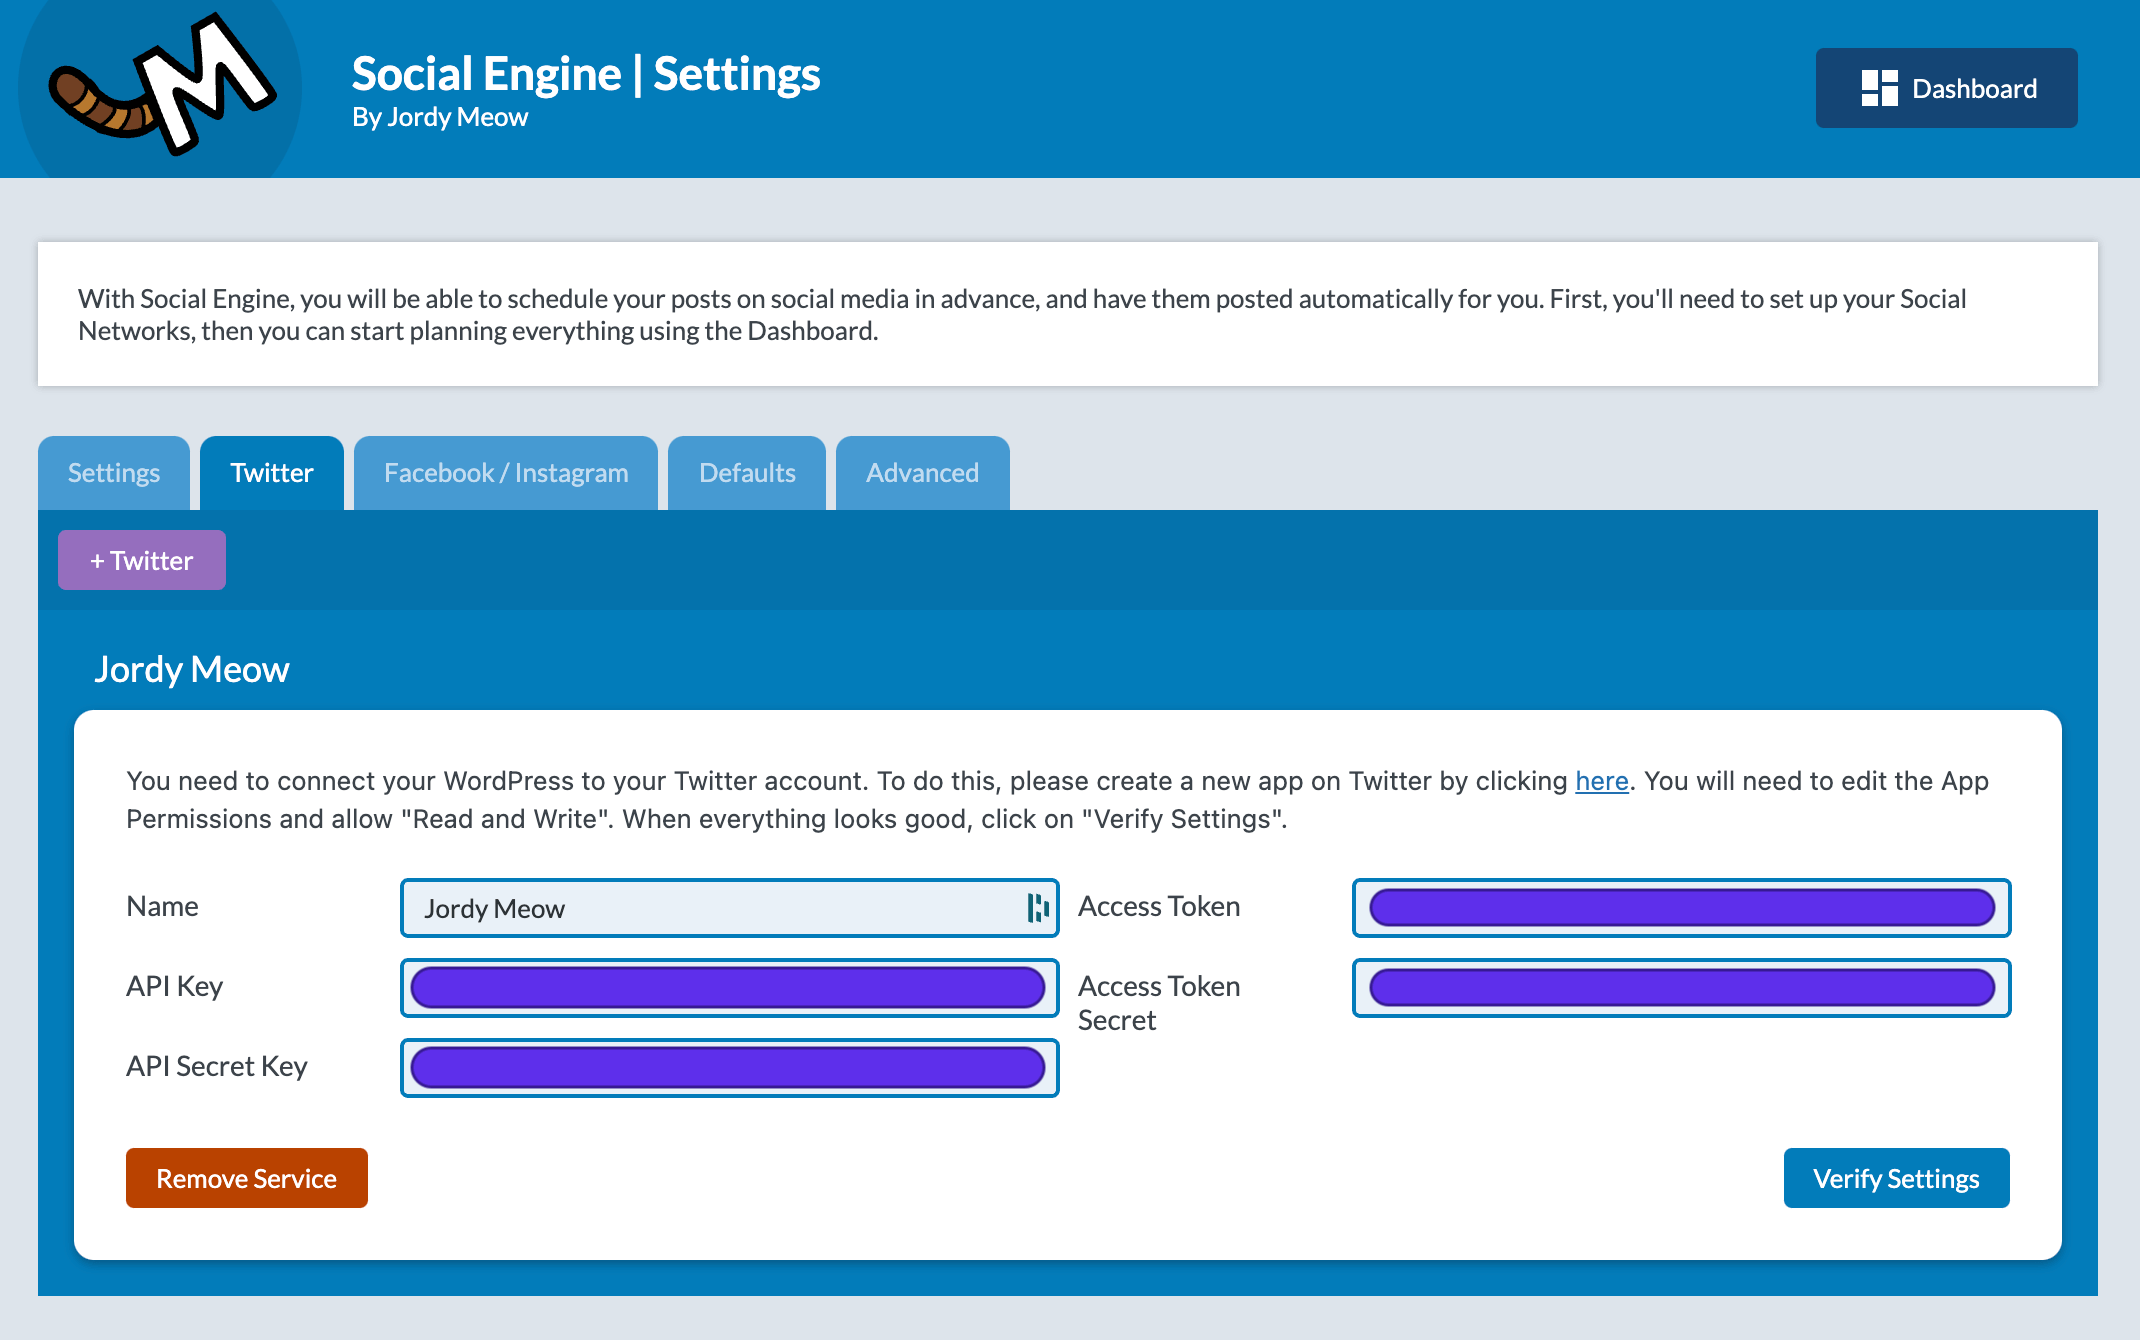 M
Social Engine | Settings
By Jordy Meow
Dashboard
With Social Engine, you will be able to schedule your posts on social media in advance, and have them posted automatically for you. First, you'll need to set up your Social
Networks, then you can start planning everything using the Dashboard.
Settings
Twitter
Facebook / Instagram
Defaults
Advanced
+ Twitter
Jordy Meow
You need to connect your WordPress to your Twitter account. To do this, please create a new app on Twitter by clicking here. You will need to edit the App
Permissions and allow "Read and Write". When everything looks good, click on "Verify Settings".
Name
Jordy Meow
Access Token
API Key
Access Token
Secret
API Secret Key
Remove Service
Verify Settings